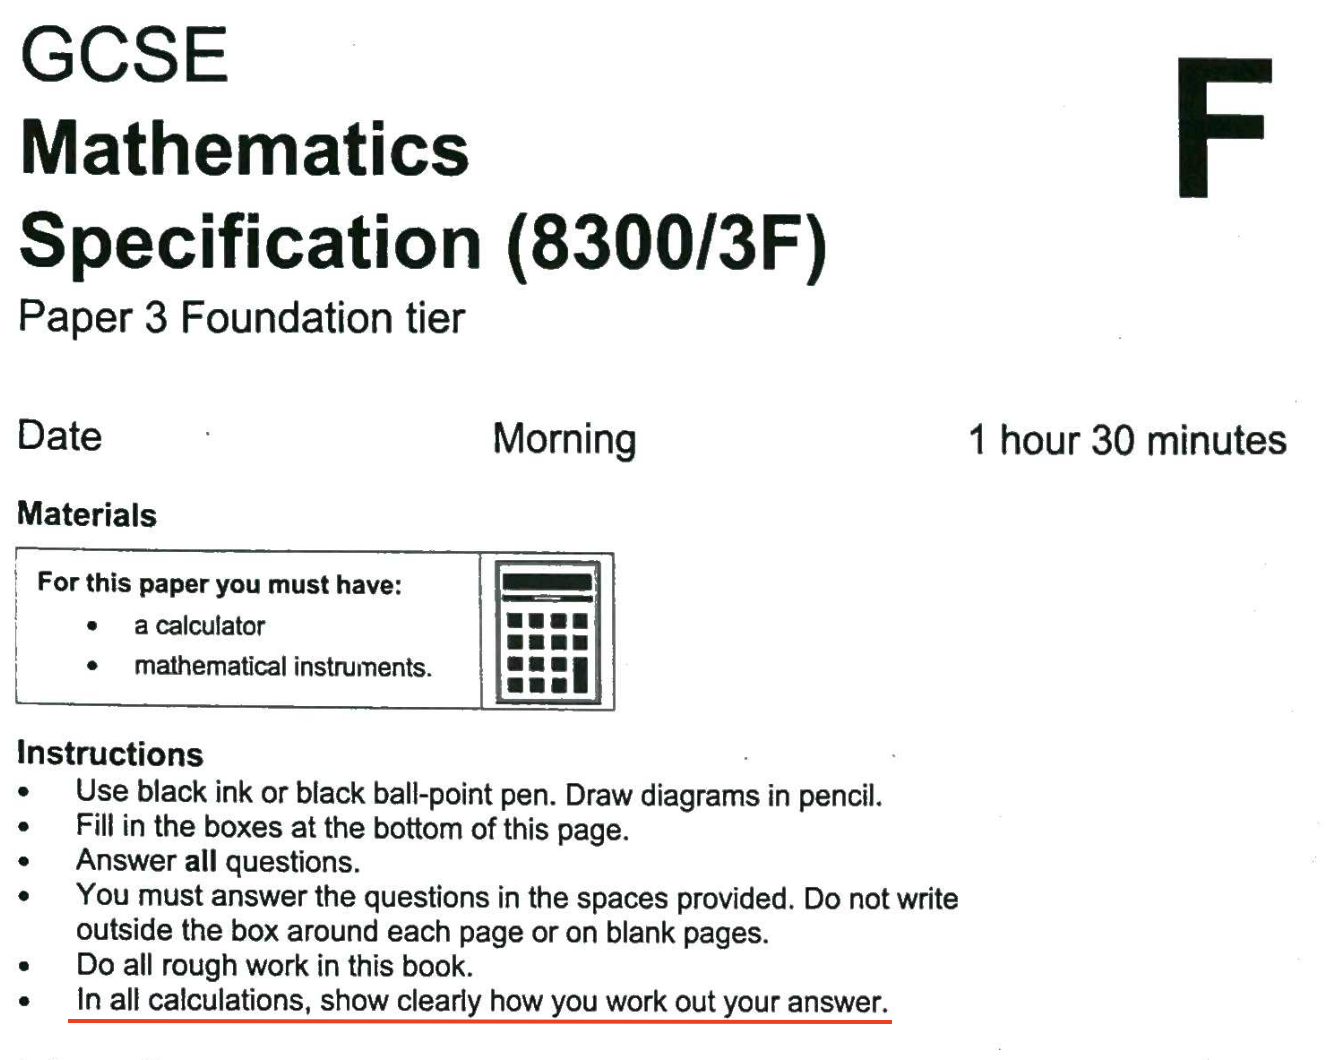 GCSE
F
Mathematics
Specification (8300/3F)
Paper 3 Foundation tier
Date Morning 1 hour 30 minutes
Materials
For this paper you must have:
• a calculator
• mathematical instruments.
Instructions
• Use black ink or black ball-point pen. Draw diagrams in pencil.
• Fill in the boxes at the bottom of this page.
• Answer all questions.
• You must answer the questions in the spaces provided. Do not write
outside the box around each page or on blank pages.
• Do all rough work in this book.
• In all calculations, show clearly how you work out your answer.